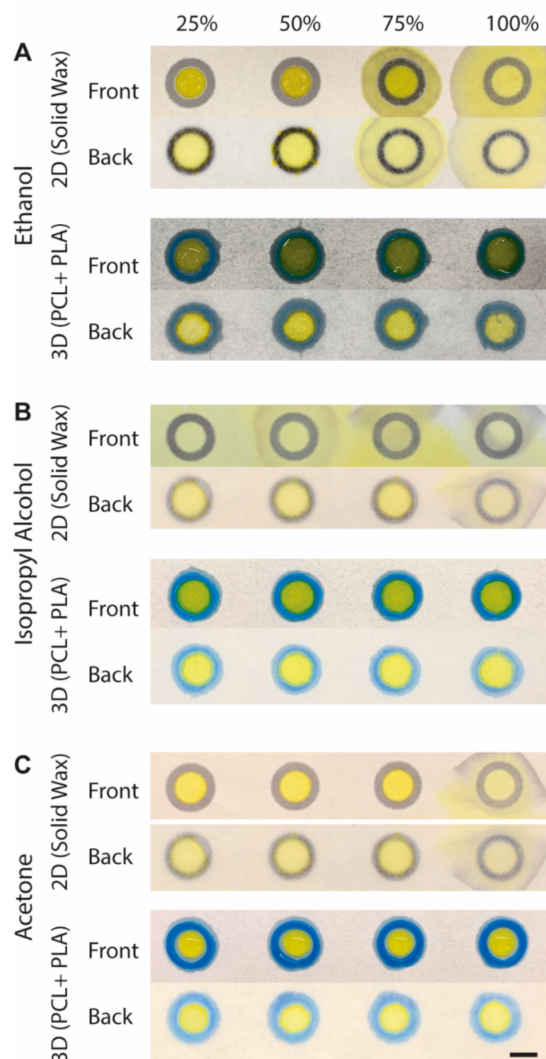 25% 50% 75% 100%
A
Ethanol
2D (Solid Wax)
Front
Back
3D (PCL+ PLA)
Front
Back
B
Isopropyl Alcohol
2D (Solid Wax)
Front
Back
3D (PCL+ PLA)
Front
Back
C
Acetone
2D (Solid Wax)
Front
Back
3D (PCL+ PLA)
Front
Back